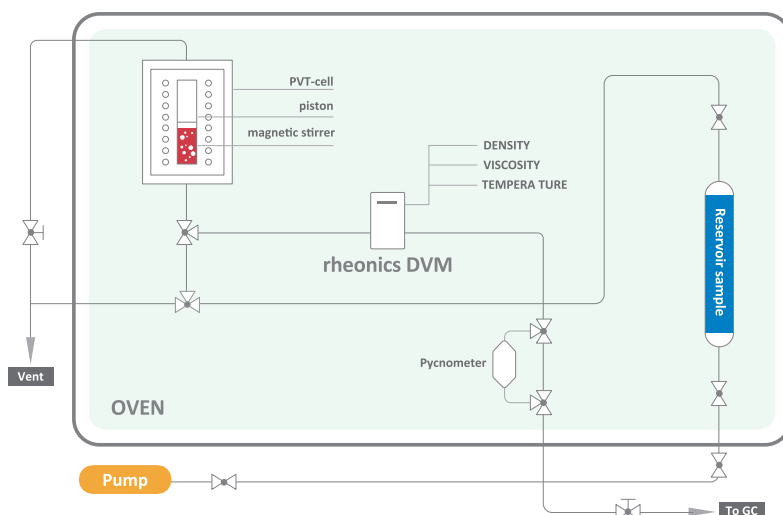 PVT-cell
piston
magnetic stirrer
DENSITY
VISCOSITY
TEMPERA TURE
Reservoir sample
rheonics DVM
Pycnometer
Vent
OVEN
Pump
To GC